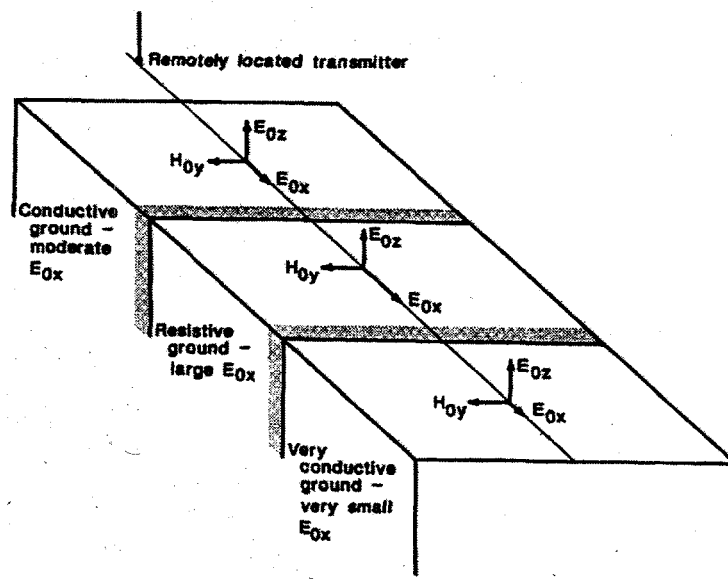 Remotely located transmitter
E0z
H0y
E0x
Conductive
ground –
moderate
E0x
E0z
H0y
E0x
Resistive
ground –
large E0x
E0z
H0y
E0x
Very
conductive
ground –
very small
E0x